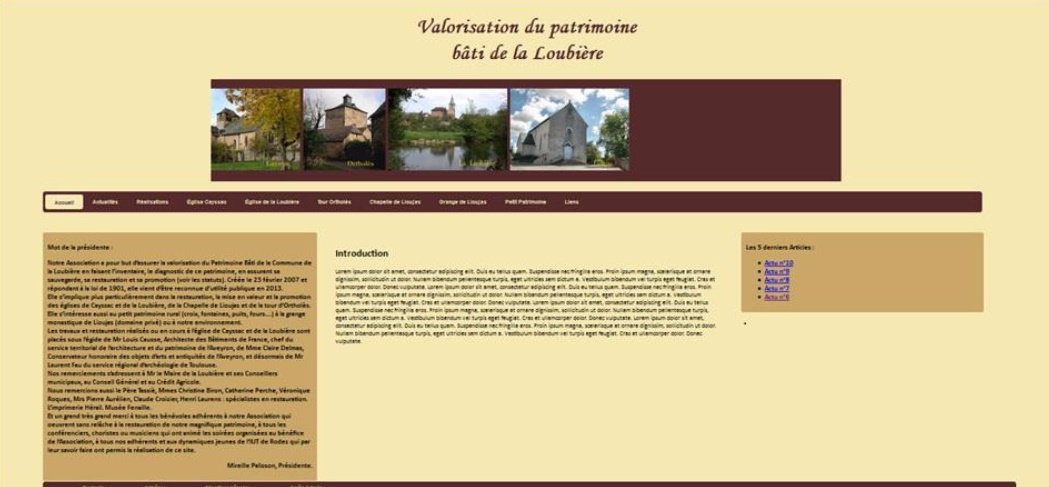 Valorisation du patrimoine
bâti de la Loubière
Accueil Actualités Réalisations Église Cayssac Église de la Loubière Tour Ortholès Chapelle de Lioujas Grange de Lioujas Petit Patrimoine Liens
Mot de la présidente :
Notre Association a pour but d'assurer la valorisation du Patrimoine Bâti de la Commune de
la Loubière en faisant l'inventaire, le diagnostic de ce patrimoine, en assurant sa
sauvegarde, sa restauration et sa promotion (voir les statuts). Créée le 23 février 2007 et
répondant à la loi de 1901, elle vient d'être reconnue d'utilité publique en 2013.
Elle s'implique plus particulièrement dans la restauration, la mise en valeur et la promotion
des églises de Cayssac et de la Loubière, de la Chapelle de Lioujas et de la tour d'Ortholès.
Elle s'intéresse aussi au petit patrimoine rural (croix, fontaines, puits, fours...) à la grange
monastique de Lioujas (domaine privé) ou à notre environnement.
Les travaux et restauration réalisés ou en cours à l'église de Cayssac et de la Loubière sont
placés sous l'égide de Mr Louis Causse, Architecte des Bâtiments de France, chef du
service territorial de l'architecture et du patrimoine de l'Aveyron, de Mme Claire Delmas,
Conservateur honoraire des objets d'arts et antiquités de l'Aveyron, et désormais de Mr
Laurent Fau du service régional d'archéologie de Toulouse.
Nos remerciements s'adressent à Mr le Maire de la Loubière et ses Conseillers
municipaux, au Conseil Général et au Crédit Agricole.
Nous remercions aussi le Père Tassié, Mmes Christine Biron, Catherine Perche, Véronique
Roques, Mrs Pierre Aurélien, Claude Croizier, Henri Laurens : spécialistes en restauration.
L'imprimerie Hérail. Musée Fenaille.
Et un grand très grand merci à tous les bénévoles adhérents à notre Association qui
oeuvrent sans relâche à la restauration de notre magnifique patrimoine, à tous les
conférenciers, choristes ou musiciens qui ont animé les soirées organisées au bénéfice
de l'Association, à tous nos adhérents et aux dynamiques jeunes de l'IUT de Rodez qui par
leur savoir faire ont permis la réalisation de ce site.
Mireille Palisson, Présidente.
Introduction
Lorem ipsum dolor sit amet, consectetur adipiscing elit. Duis eu tellus quam. Suspendisse nec fringilla eros. Proin ipsum magna, scelerisque at ornare
dignissim, sollicitudin ut dolor. Nullam bibendum pellentesque turpis, eget ultricies sem dictum a. Vestibulum bibendum vel turpis eget feugiat. Cras et
ullamcorper dolor. Donec vulputate. Lorem ipsum dolor sit amet, consectetur adipiscing elit. Duis eu tellus quam. Suspendisse nec fringilla eros. Proin
ipsum magna, scelerisque at ornare dignissim, sollicitudin ut dolor. Nullam bibendum pellentesque turpis, eget ultricies sem dictum a. Vestibulum
bibendum vel turpis eget feugiat. Cras et ullamcorper dolor. Donec vulputate. Lorem ipsum dolor sit amet, consectetur adipiscing elit. Duis eu tellus
quam. Suspendisse nec fringilla eros. Proin ipsum magna, scelerisque at ornare dignissim, sollicitudin ut dolor. Nullam bibendum pellentesque turpis,
eget ultricies sem dictum a. Vestibulum bibendum vel turpis eget feugiat. Cras et ullamcorper dolor. Donec vulputate. Lorem ipsum dolor sit amet,
consectetur adipiscing elit. Duis eu tellus quam. Suspendisse nec fringilla eros. Proin ipsum magna, scelerisque at ornare dignissim, sollicitudin ut dolor.
Nullam bibendum pellentesque turpis, eget ultricies sem dictum a. Vestibulum bibendum vel turpis eget feugiat. Cras et ullamcorper dolor. Donec
vulputate.
Les 5 derniers Articles :
Actu n°10
Actu n°9
Actu n°8
Actu n°7
Actu n°6